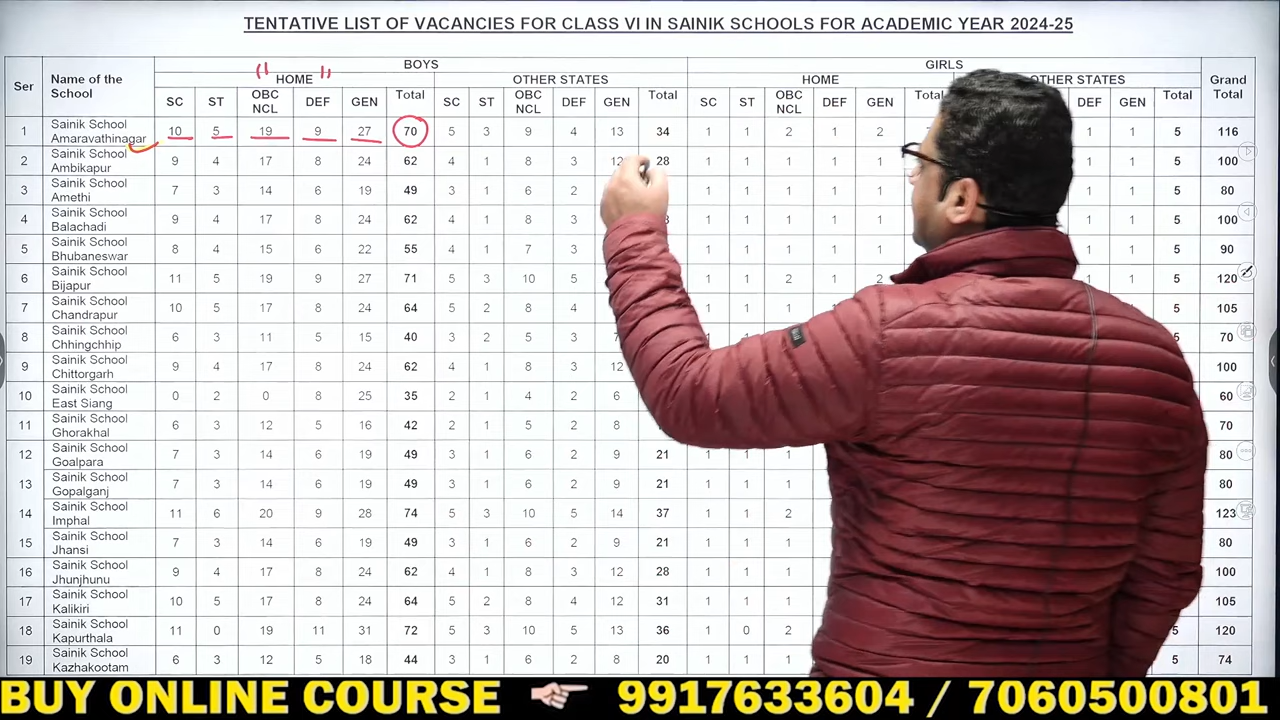 TENTATIVE LIST OF VACANCIES FOR CLASS VI IN SAINIK SCHOOLS FOR ACADEMIC YEAR 2024-25
Ser Name of the School BOYS GIRLS Grand Total
HOME OTHER STATES HOME OTHER STATES
SC ST OBC NCL DEF GEN Total SC ST OBC NCL DEF GEN Total SC ST OBC NCL DEF GEN Total DEF GEN Total
1 Sainik School Amaravathinagar 10 5 19 9 27 70 5 3 9 4 13 34 1 1 2 1 2 1 1 5 116
2 Sainik School Ambikapur 9 4 17 8 24 62 4 1 8 3 12 28 1 1 1 1 1 1 1 5 100
3 Sainik School Amethi 7 3 14 6 19 49 3 1 6 2 1 1 1 1 1 1 1 5 80
4 Sainik School Balachadi 9 4 17 8 24 62 4 1 8 3 1 1 1 1 1 1 1 5 100
5 Sainik School Bhubaneswar 8 4 15 6 22 55 4 1 7 3 1 1 1 1 1 1 1 5 90
6 Sainik School Bijapur 11 5 19 9 27 71 5 3 10 5 1 1 2 1 2 1 1 5 120
7 Sainik School Chandrapur 10 5 17 8 24 64 5 2 8 4 1 1 1 5 105
8 Sainik School Chhingchhip 6 3 11 5 15 40 3 2 5 3 70
9 Sainik School Chittorgarh 9 4 17 8 24 62 4 1 8 3 12 100
10 Sainik School East Siang 0 2 0 8 25 35 2 1 4 2 6 60
11 Sainik School Ghorakhal 6 3 12 5 16 42 2 1 5 2 8 70
12 Sainik School Goalpara 7 3 14 6 19 49 3 1 6 2 9 21 1 1 1 80
13 Sainik School Gopalganj 7 3 14 6 19 49 3 1 6 2 9 21 1 1 1 80
14 Sainik School Imphal 11 6 20 9 28 74 5 3 10 5 14 37 1 1 2 123
15 Sainik School Jhansi 7 3 14 6 19 49 3 1 6 2 9 21 1 1 1 80
16 Sainik School Jhunjhunu 9 4 17 8 24 62 4 1 8 3 12 28 1 1 1 100
17 Sainik School Kalikiri 10 5 17 8 24 64 5 2 8 4 12 31 1 1 1 105
18 Sainik School Kapurthala 11 0 19 11 31 72 5 3 10 5 13 36 1 0 2 5 120
19 Sainik School Kazhakootam 6 3 12 5 18 44 3 1 6 2 8 20 1 1 1 5 74
BUY ONLINE COURSE 9917633604 / 7060500801